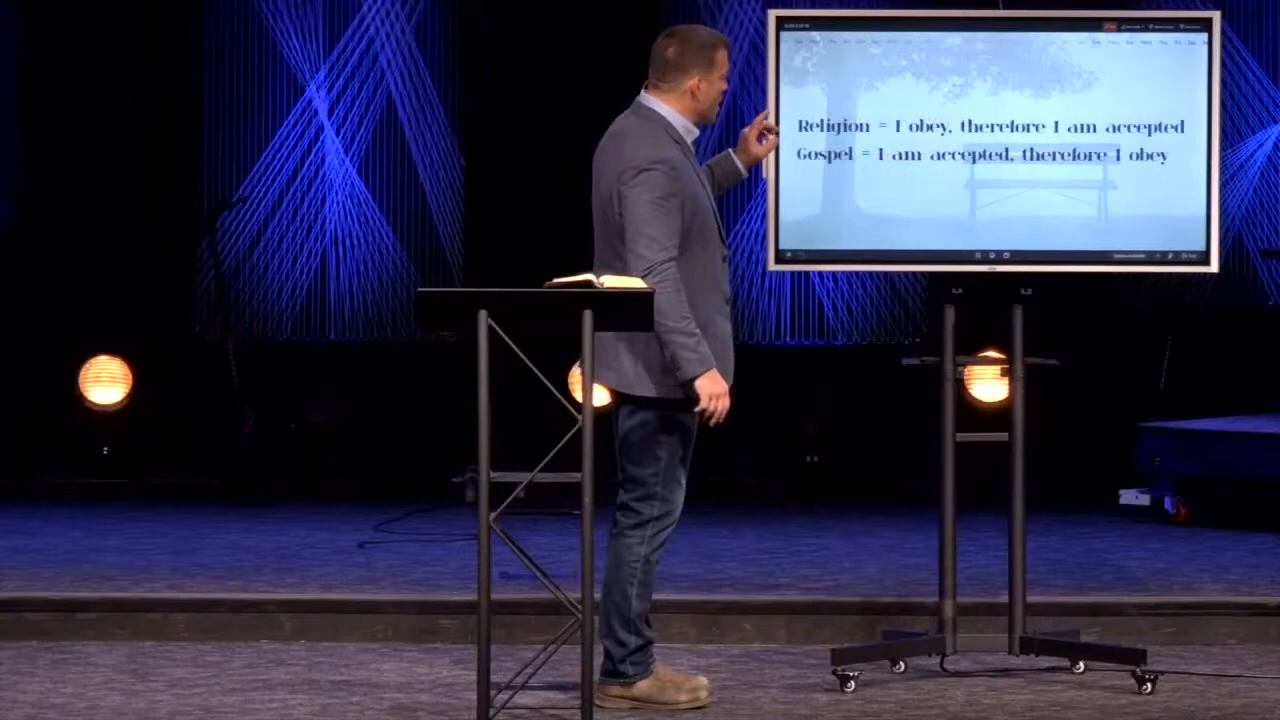 Religion = I obey, therefore I am accepted
Gospel = I am accepted, therefore I obey